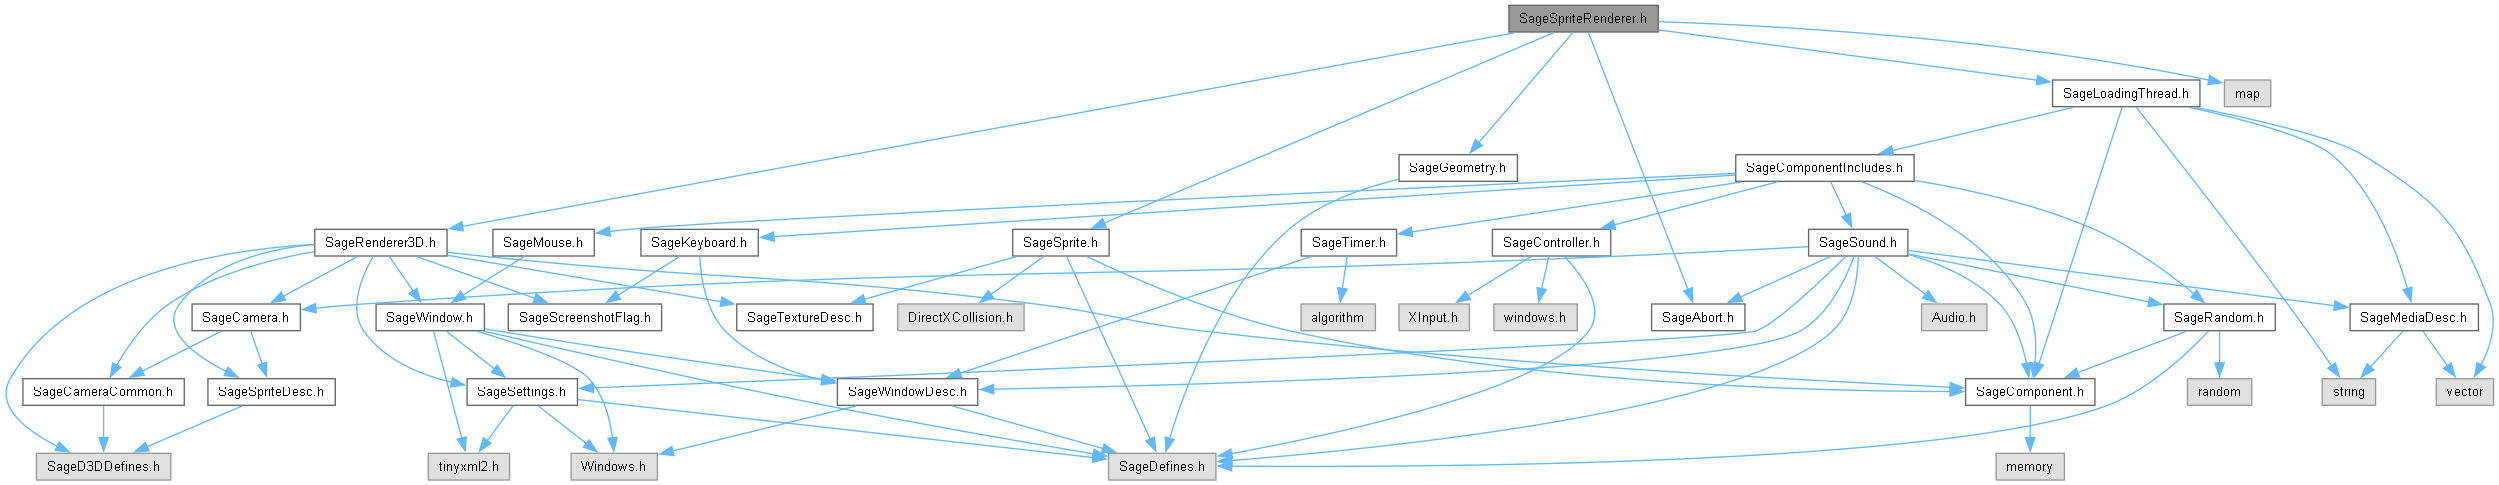 SageSpriteRenderer.h
SageLoadingThread.h
map
SageGeometry.h
SageComponentIncludes.h
SageRenderer3D.h
SageMouse.h
SageKeyboard.h
SageSprite.h
SageTimer.h
SageController.h
SageSound.h
SageCamera.h
SageWindow.h
SageScreenshotFlag.h
SageTextureDesc.h
DirectXCollision.h
algorithm
XInput.h
windows.h
SageAbort.h
Audio.h
SageRandom.h
SageMediaDesc.h
SageCameraCommon.h
SageSpriteDesc.h
SageSettings.h
SageWindowDesc.h
SageComponent.h
random
string
vector
SageD3DDefines.h
tinyxml2.h
Windows.h
SageDefines.h
memory